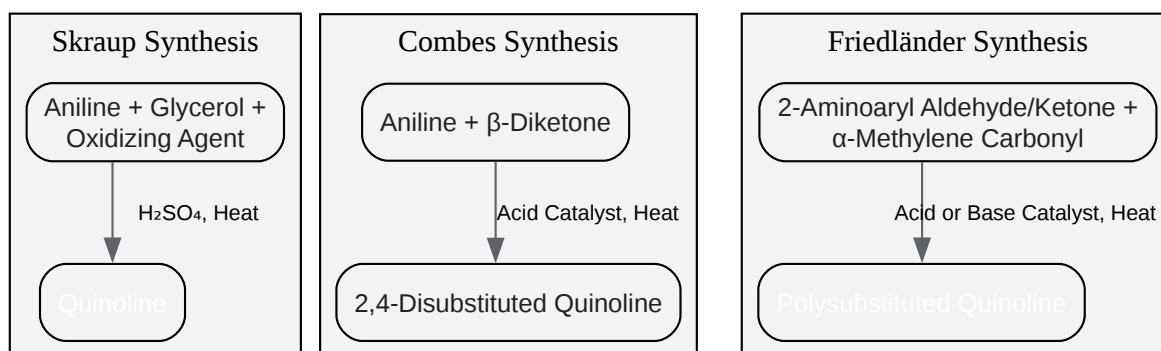 Skraup Synthesis
Aniline + Glycerol +
Oxidizing Agent
H₂SO₄, Heat
Quinoline
Combes Synthesis
Aniline + β-Diketone
Acid Catalyst, Heat
2,4-Disubstituted Quinoline
Friedländer Synthesis
2-Aminoaryl Aldehyde/Ketone +
α-Methylene Carbonyl
Acid or Base Catalyst, Heat
Polysubstituted Quinoline